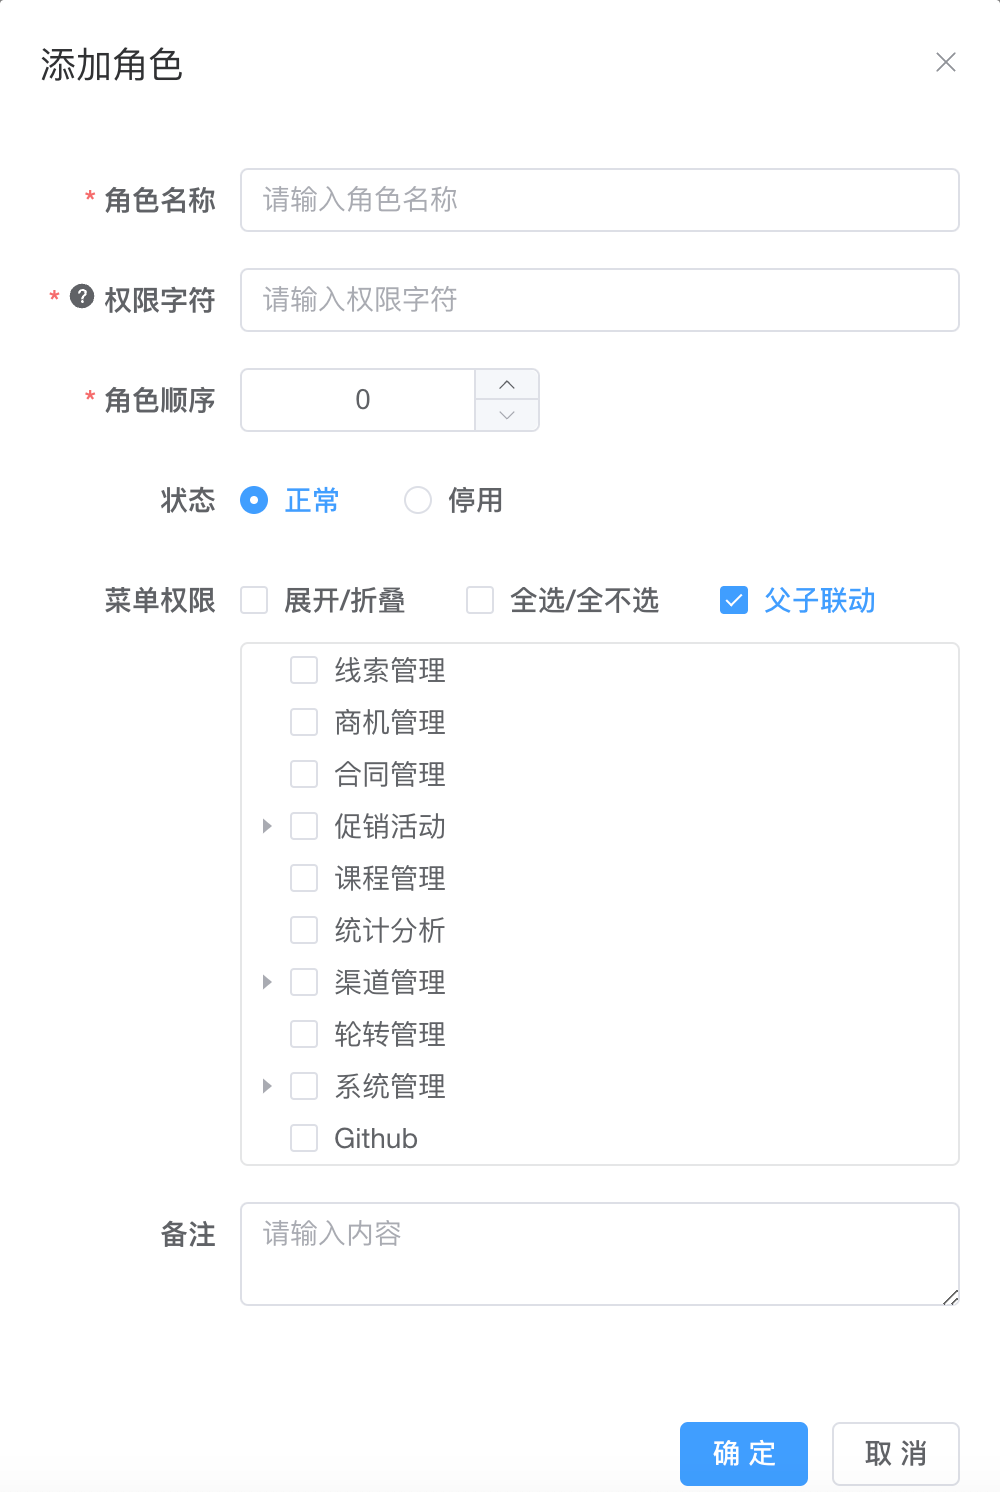 添加角色
* 角色名称 请输入角色名称
* ? 权限字符 请输入权限字符
* 角色顺序 0
状态 正常 停用
菜单权限 展开/折叠 全选/全不选 父子联动
线索管理
商机管理
合同管理
促销活动
课程管理
统计分析
渠道管理
轮转管理
系统管理
Github
备注 请输入内容
确 定 取 消